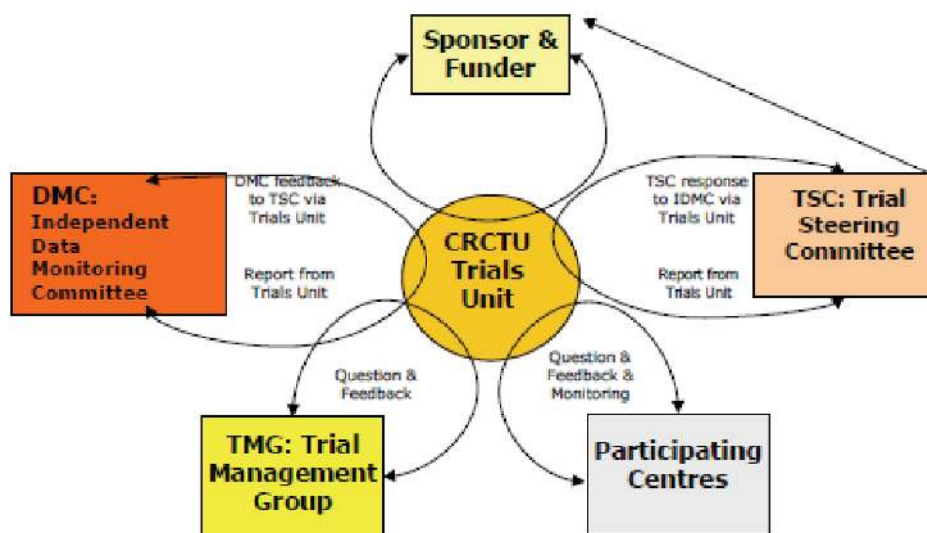 Sponsor &
Funder
DMC:
Independent
Data
Monitoring
Committee
DMC feedback
to TSC via
Trials Unit
Report from
Trials Unit
CRCTU
Trials
Unit
TSC response
to IDMC via
Trials Unit
Report from
Trials Unit
TSC: Trial
Steering
Committee
Question &
Feedback
Question &
Feedback &
Monitoring
TMG: Trial
Management
Group
Participating
Centres